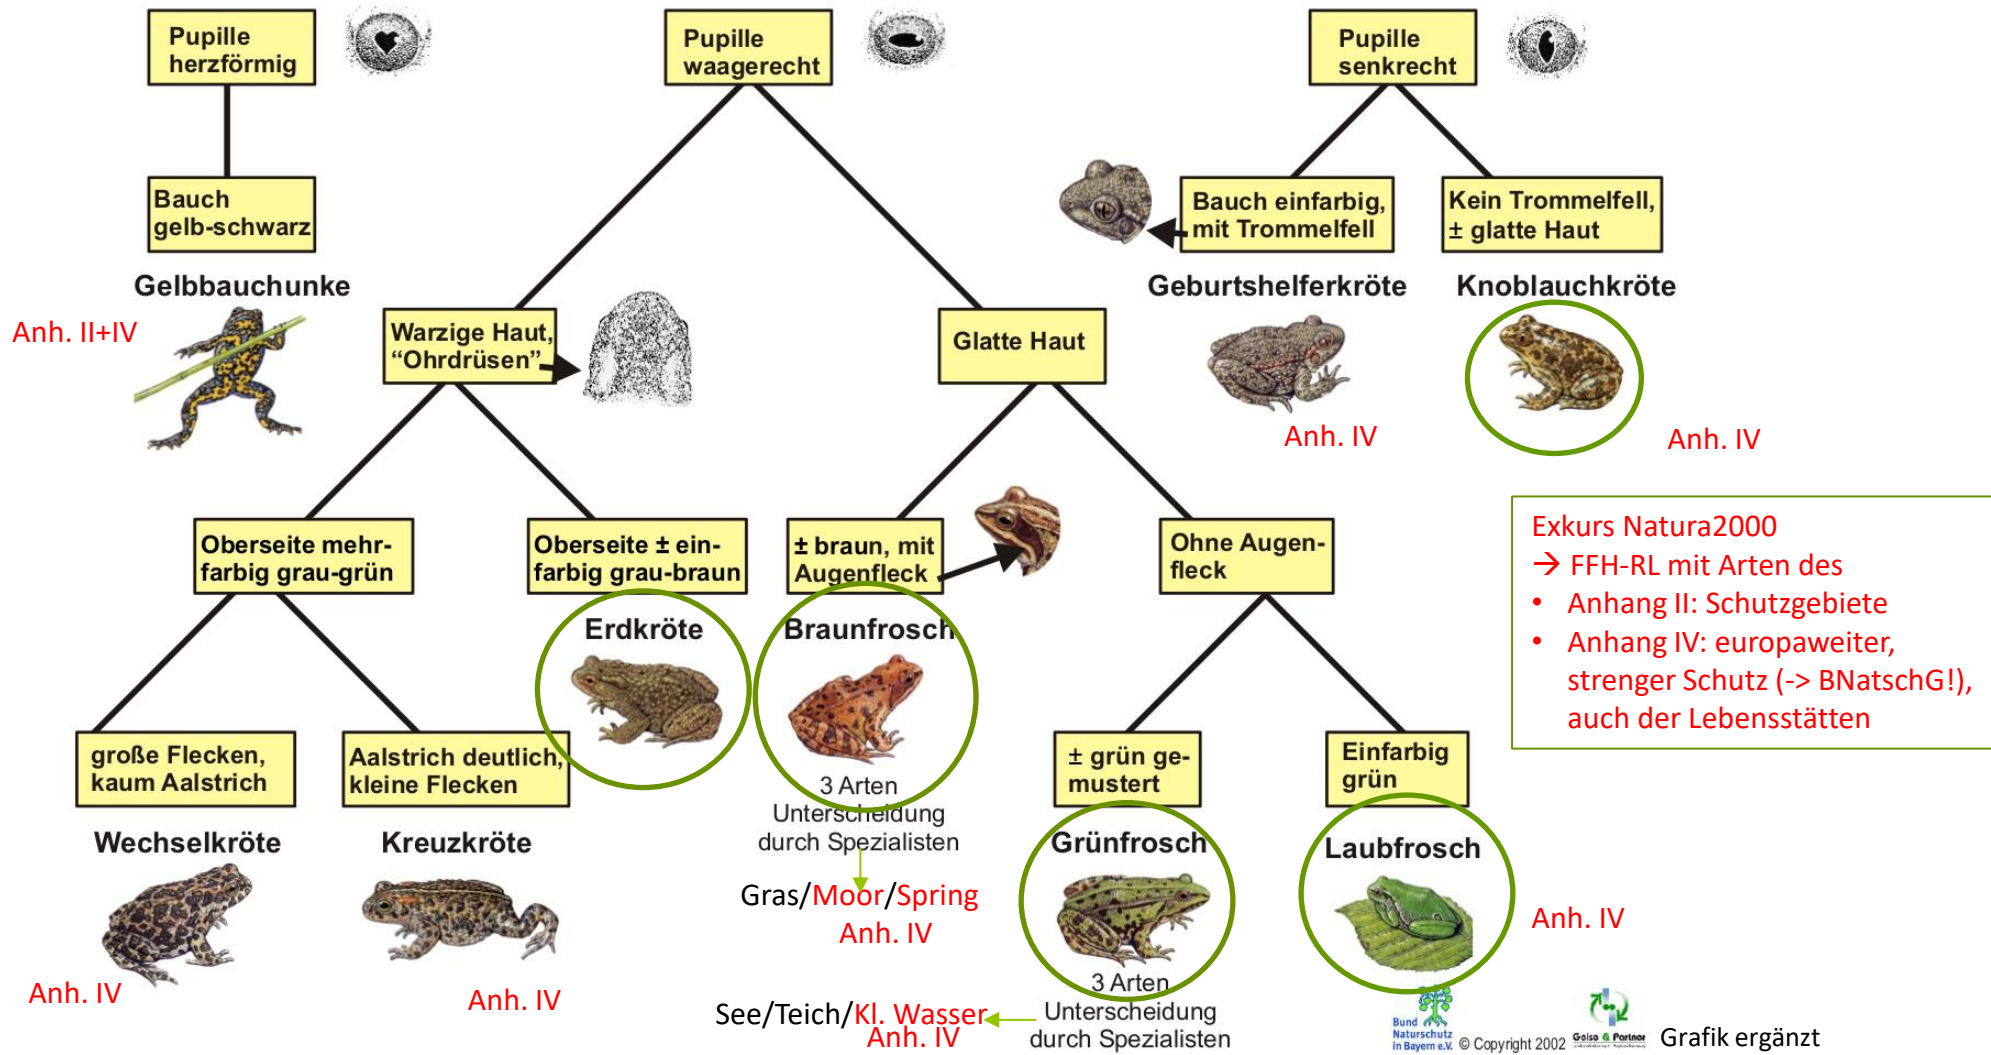 Pupille
herzförmig
Pupille
waagerecht
Pupille
senkrecht
Bauch
gelb-schwarz
Bauch einfarbig,
mit Trommelfell
Kein Trommelfell,
± glatte Haut
Gelbbauchunke
Anh. II+IV
Geburtshelferkröte
Anh. IV
Knoblauchkröte
Anh. IV
Warzige Haut,
“Ohrdrüsen”
Glatte Haut
Oberseite mehr-
farbig grau-grün
Oberseite ± ein-
farbig grau-braun
± braun, mit
Augenfleck
Ohne Augen-
fleck
Exkurs Natura2000
→ FFH-RL mit Arten des
• Anhang II: Schutzgebiete
• Anhang IV: europaweiter,
strenger Schutz (-> BNatschG!),
auch der Lebensstätten
Erdkröte
Braunfrosch
3 Arten
Unterscheidung
durch Spezialisten
Gras/Moor/Spring
Anh. IV
große Flecken,
kaum Aalstrich
Aalstrich deutlich,
kleine Flecken
± grün ge-
mustert
Einfarbig
grün
Wechselkröte
Anh. IV
Kreuzkröte
Anh. IV
Grünfrosch
3 Arten
Unterscheidung
durch Spezialisten
See/Teich/Kl. Wasser
Anh. IV
Laubfrosch
Anh. IV
Bund
Naturschutz
in Bayern e.V.
© Copyright 2002
Geise & Partner
Grafik ergänzt